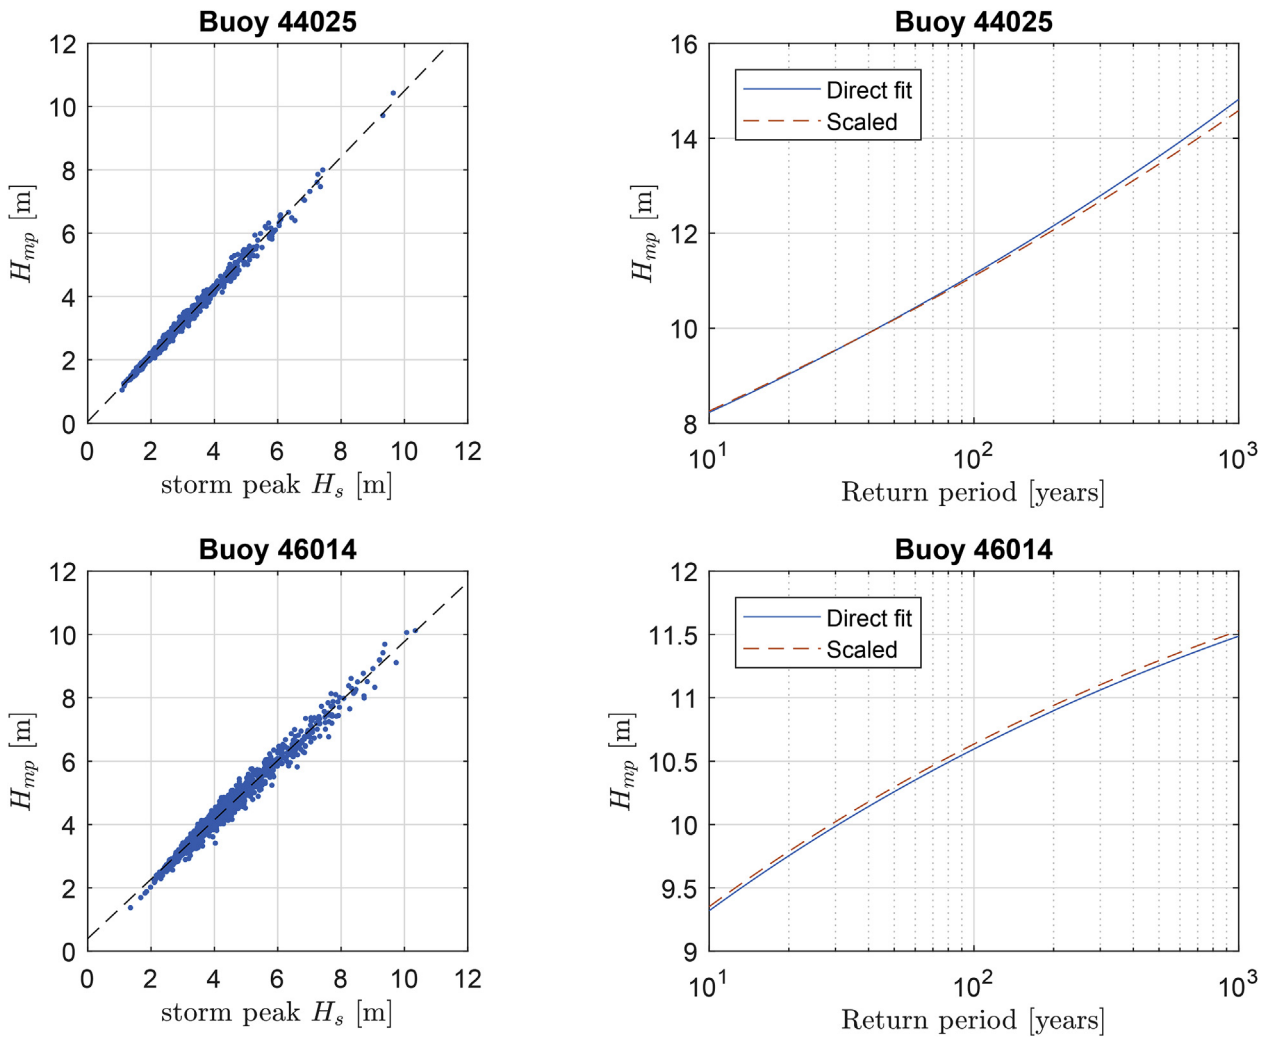 Buoy 44025
12
10
8
6
4
2
0
0 2 4 6 8 10 12
H_mp [m]
storm peak H_s [m]
Buoy 44025
16
14
12
10
8
10^1 10^2 10^3
H_mp [m]
Return period [years]
Direct fit
Scaled
Buoy 46014
12
10
8
6
4
2
0
0 2 4 6 8 10 12
H_mp [m]
storm peak H_s [m]
Buoy 46014
12
11.5
11
10.5
10
9.5
9
10^1 10^2 10^3
H_mp [m]
Return period [years]
Direct fit
Scaled